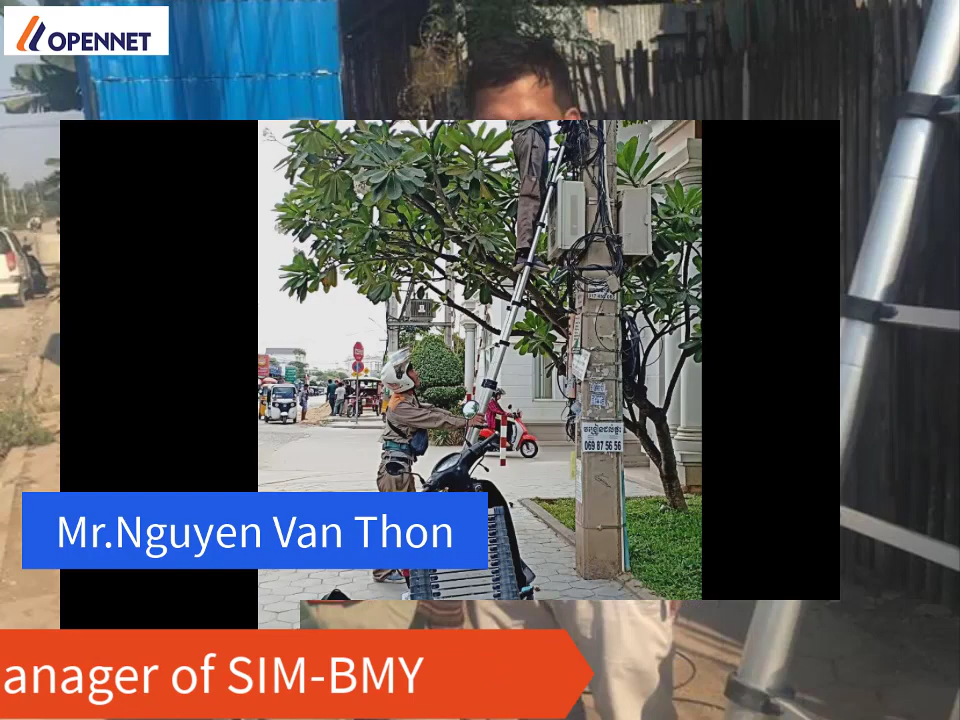 OPENNET
069 87 56 56
Mr.Nguyen Van Thon
anager of SIM-BMY